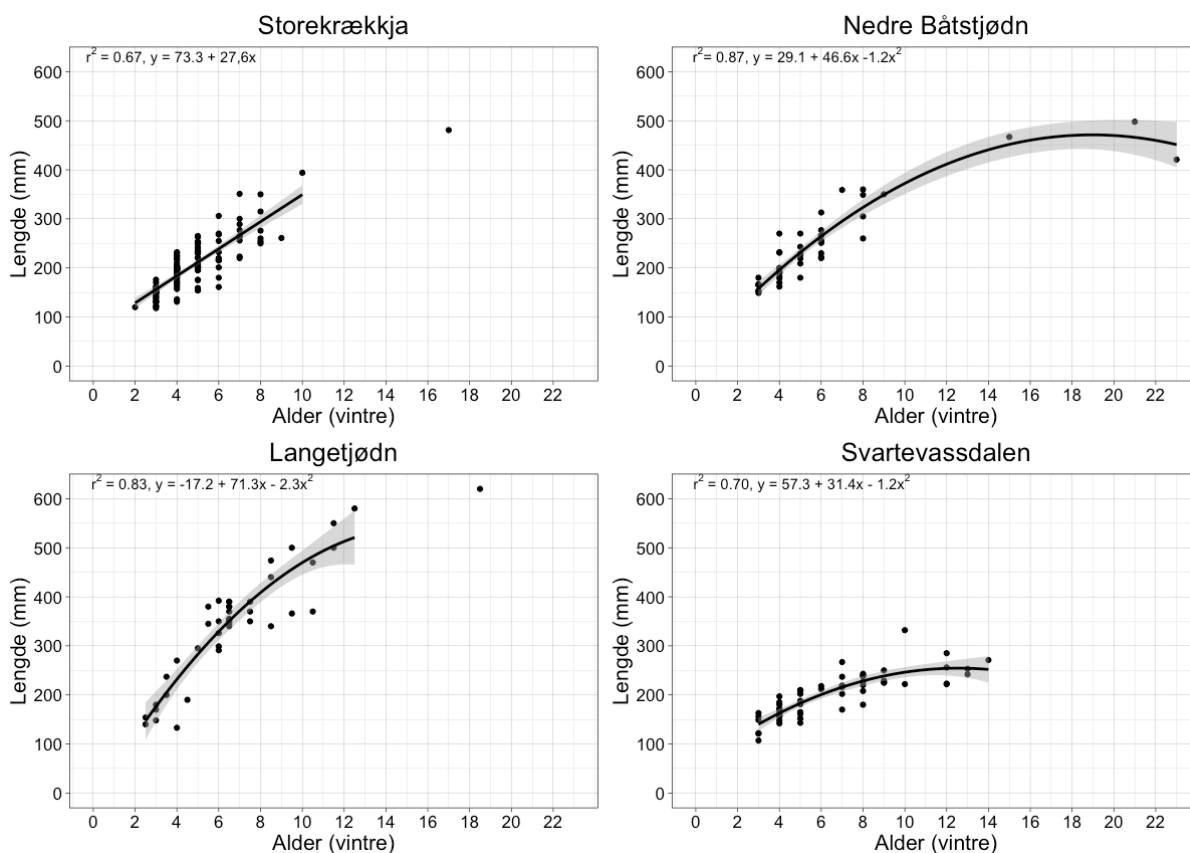 Storekrækkja
r² = 0.67, y = 73.3 + 27,6x
600
500
400
300
200
100
0
Lengde (mm)
0 2 4 6 8 10 12 14 16 18 20 22
Alder (vintre)
Nedre Båtstjødn
r² = 0.87, y = 29.1 + 46.6x -1.2x²
600
500
400
300
200
100
0
Lengde (mm)
0 2 4 6 8 10 12 14 16 18 20 22
Alder (vintre)
Langetjødn
r² = 0.83, y = -17.2 + 71.3x - 2.3x²
600
500
400
300
200
100
0
Lengde (mm)
0 2 4 6 8 10 12 14 16 18 20 22
Alder (vintre)
Svartevassdalen
r² = 0.70, y = 57.3 + 31.4x - 1.2x²
600
500
400
300
200
100
0
Lengde (mm)
0 2 4 6 8 10 12 14 16 18 20 22
Alder (vintre)